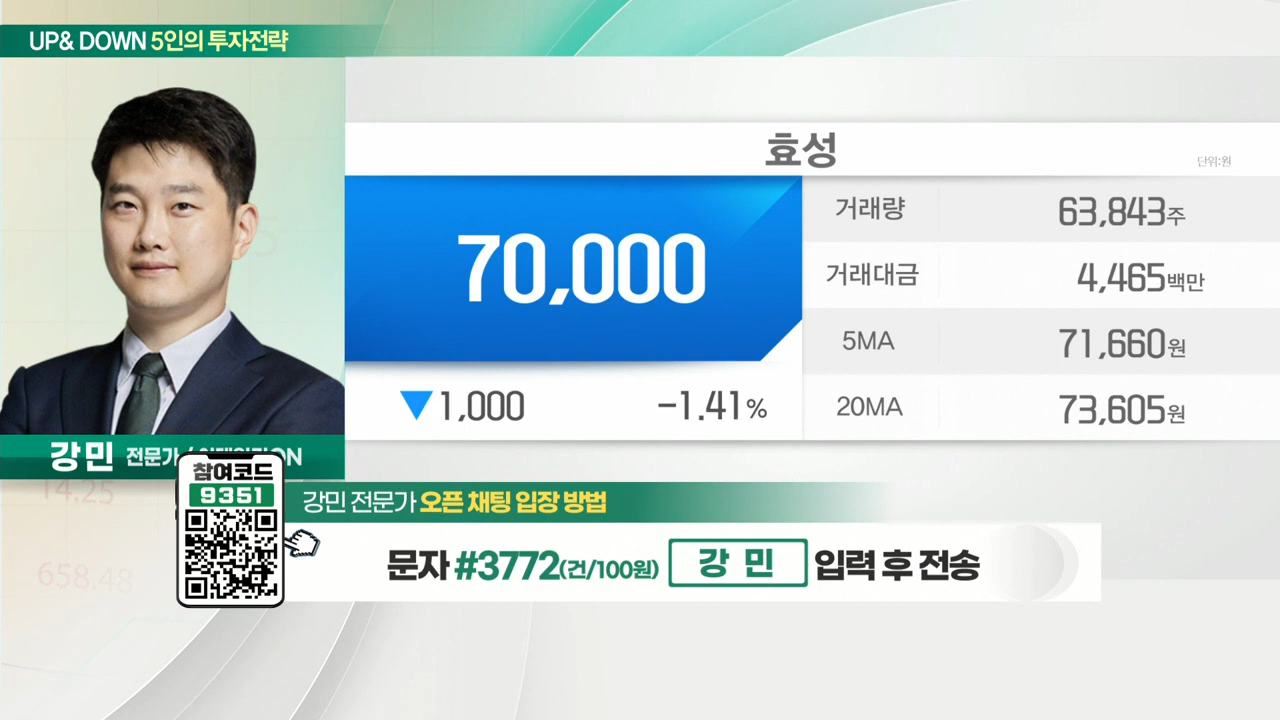 UP& DOWN 5인의 투자전략
효성
단위:원
70,000
▼1,000 -1.41%
거래량 63,843주
거래대금 4,465백만
5MA 71,660원
20MA 73,605원
강민 전문가
참여코드
9351
강민 전문가 오픈 채팅 입장 방법
문자 #3772(건/100원) 강 민 입력 후 전송
14.25
658.48